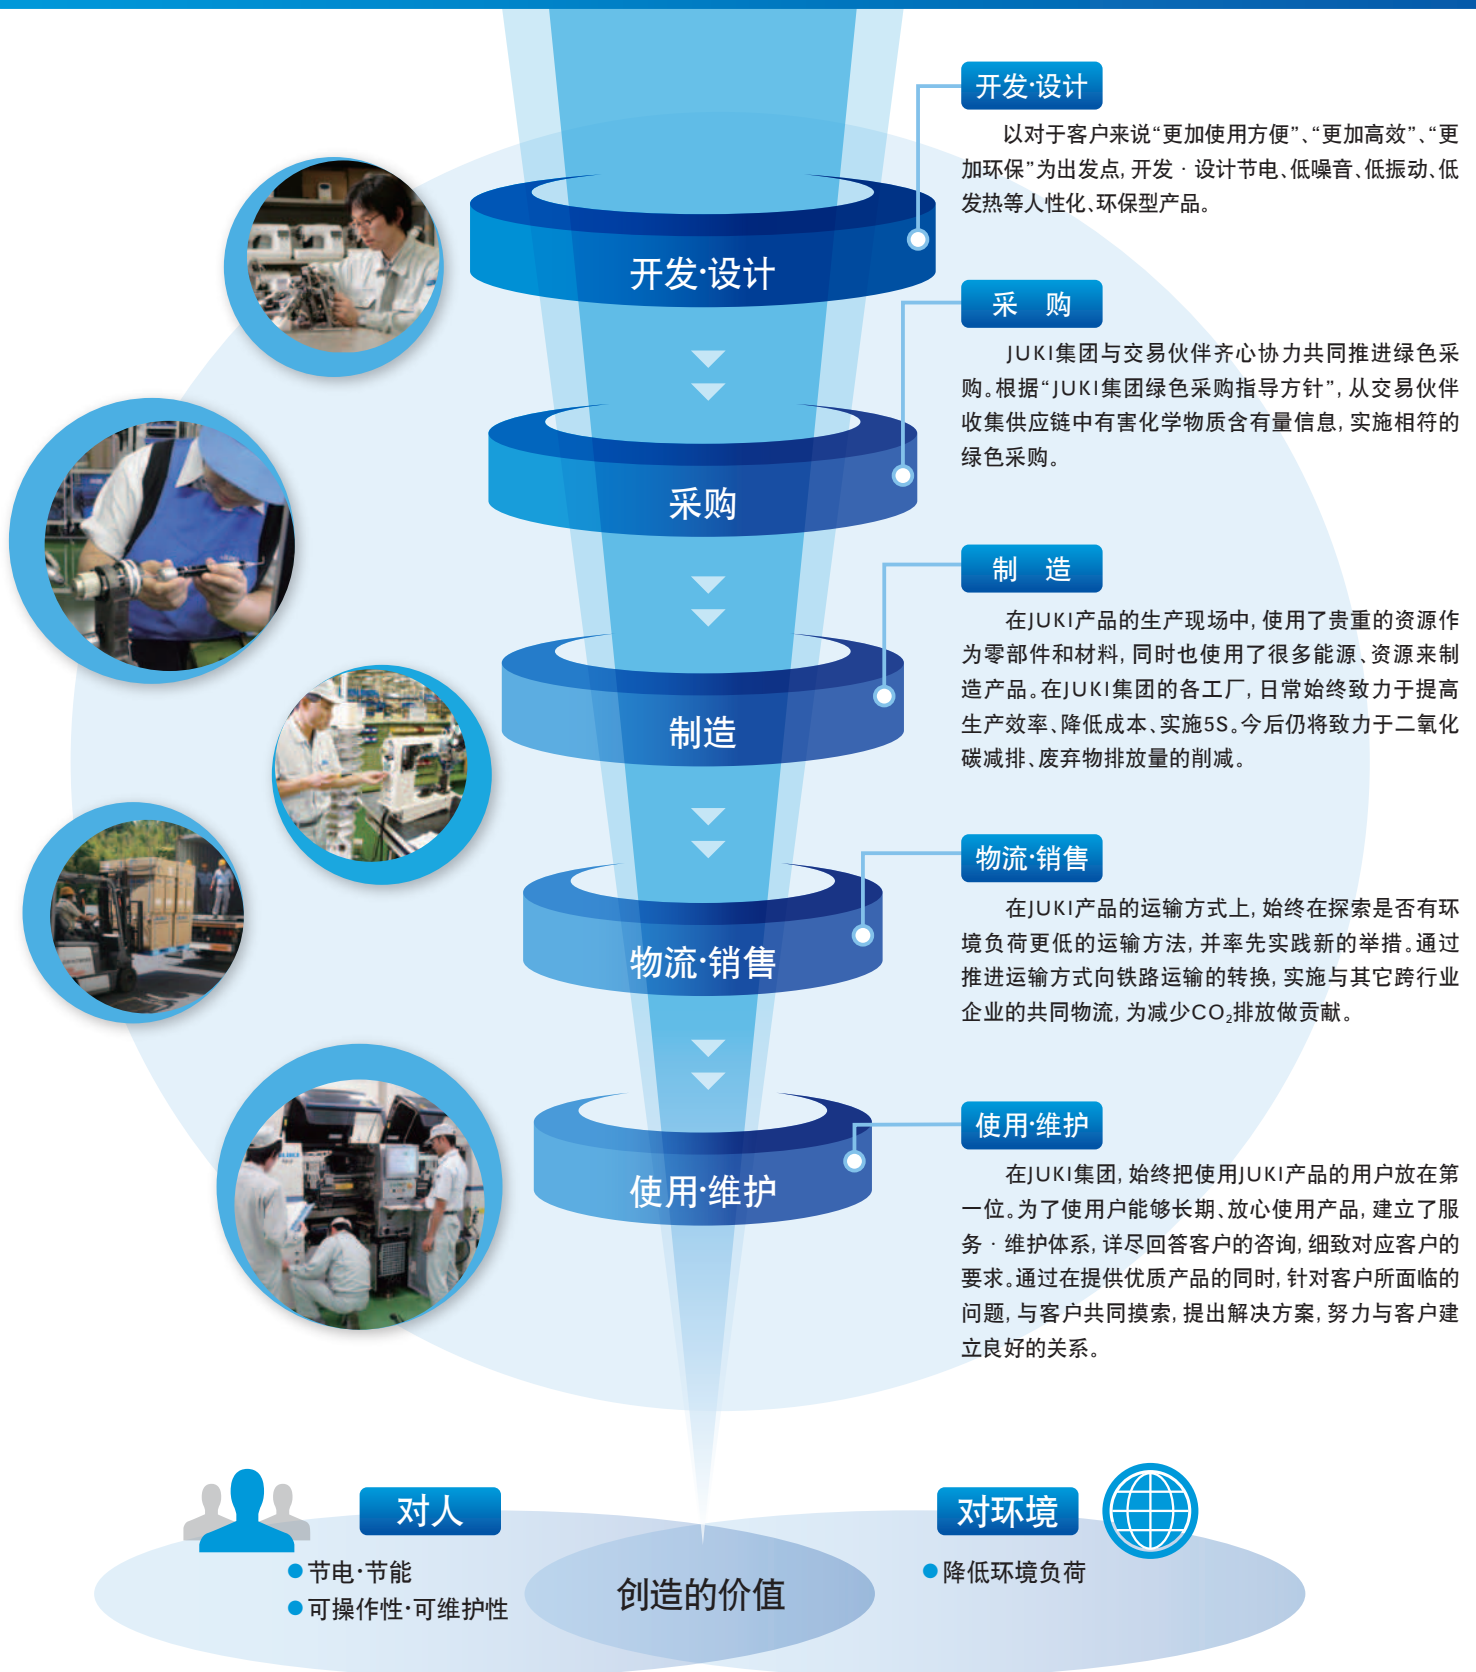 开发·设计
以对于客户来说“更加使用方便”、“更加高效”、“更
加环保”为出发点, 开发 · 设计节电、低噪音、低振动、低
发热等人性化、环保型产品。
开发·设计
采 购
JUKI集团与交易伙伴齐心协力共同推进绿色采
购。根据“JUKI集团绿色采购指导方针”, 从交易伙伴
收集供应链中有害化学物质含有量信息, 实施相符的
绿色采购。
采购
制 造
在JUKI产品的生产现场中, 使用了贵重的资源作
为零部件和材料, 同时也使用了很多能源、资源来制
造产品。在JUKI集团的各工厂, 日常始终致力于提高
生产效率、降低成本、实施5S。今后仍将致力于二氧化
碳减排、废弃物排放量的削减。
制造
物流·销售
在JUKI产品的运输方式上, 始终在探索是否有环
境负荷更低的运输方法, 并率先实践新的举措。通过
推进运输方式向铁路运输的转换, 实施与其它跨行业
企业的共同物流, 为减少CO₂排放做贡献。
物流·销售
使用·维护
在JUKI集团, 始终把使用JUKI产品的用户放在第
一位。为了使用户能够长期、放心使用产品, 建立了服
务 · 维护体系, 详尽回答客户的咨询, 细致对应客户的
要求。通过在提供优质产品的同时, 针对客户所面临的
问题, 与客户共同摸索, 提出解决方案, 努力与客户建
立良好的关系。
使用·维护
对人
● 节电·节能
● 可操作性·可维护性
创造的价值
对环境
● 降低环境负荷